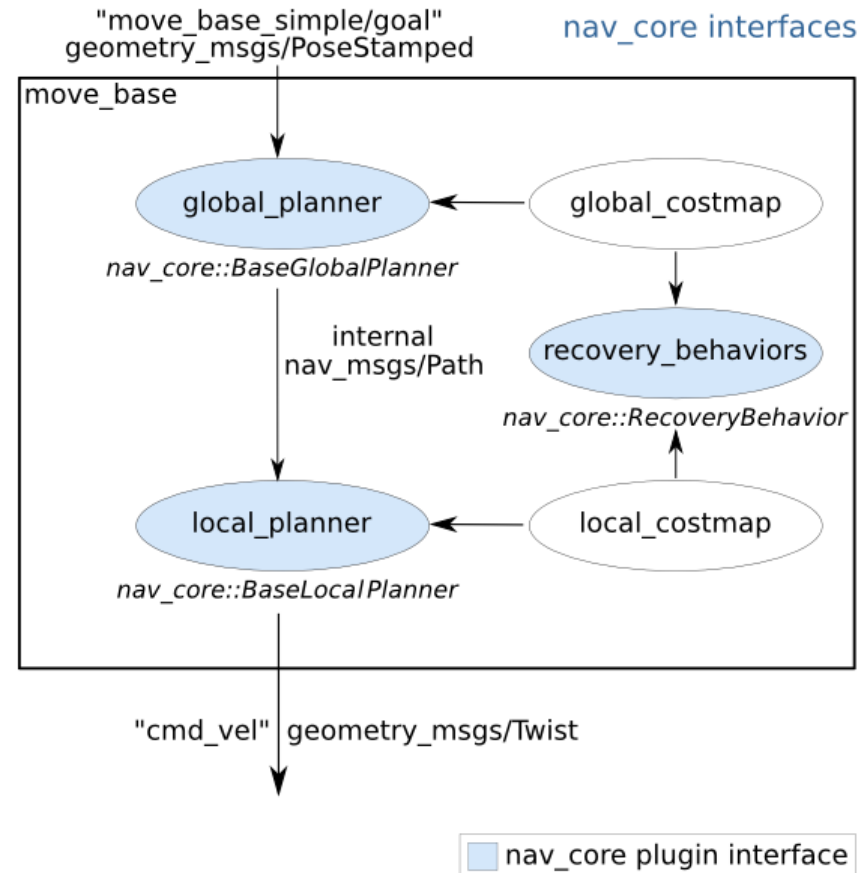 "move_base_simple/goal"
geometry_msgs/PoseStamped
nav_core interfaces
move_base
global_planner
global_costmap
nav_core::BaseGlobalPlanner
internal
nav_msgs/Path
recovery_behaviors
nav_core::RecoveryBehavior
local_planner
local_costmap
nav_core::BaseLocalPlanner
"cmd_vel" geometry_msgs/Twist
nav_core plugin interface